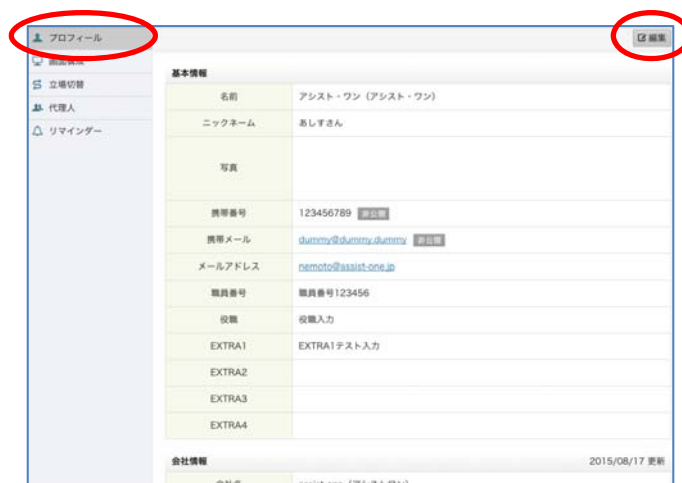 プロフィール
編集
画面構成
立場切替
代理人
リマインダー
基本情報
名前 アシスト・ワン（アシスト・ワン）
ニックネーム あしすさん
写真
携帯番号 123456789 非公開
携帯メール dummy@dummy.dummy 非公開
メールアドレス nemoto@assist-one.jp
職員番号 職員番号123456
役職 役職入力
EXTRA1 EXTRA1テスト入力
EXTRA2
EXTRA3
EXTRA4
会社情報 2015/08/17 更新